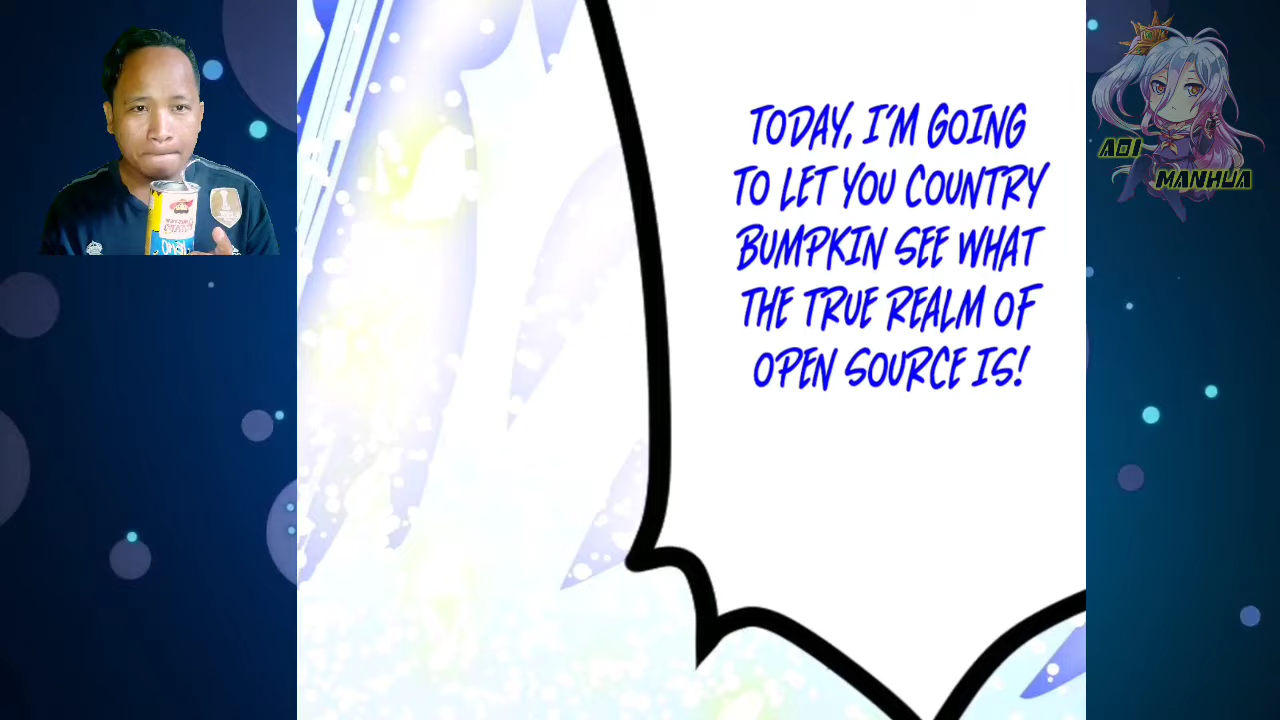 TODAY, I'M GOING
TO LET YOU COUNTRY
BUMPKIN SEE WHAT
THE TRUE REALM OF
OPEN SOURCE IS!
AOI
MANHUA